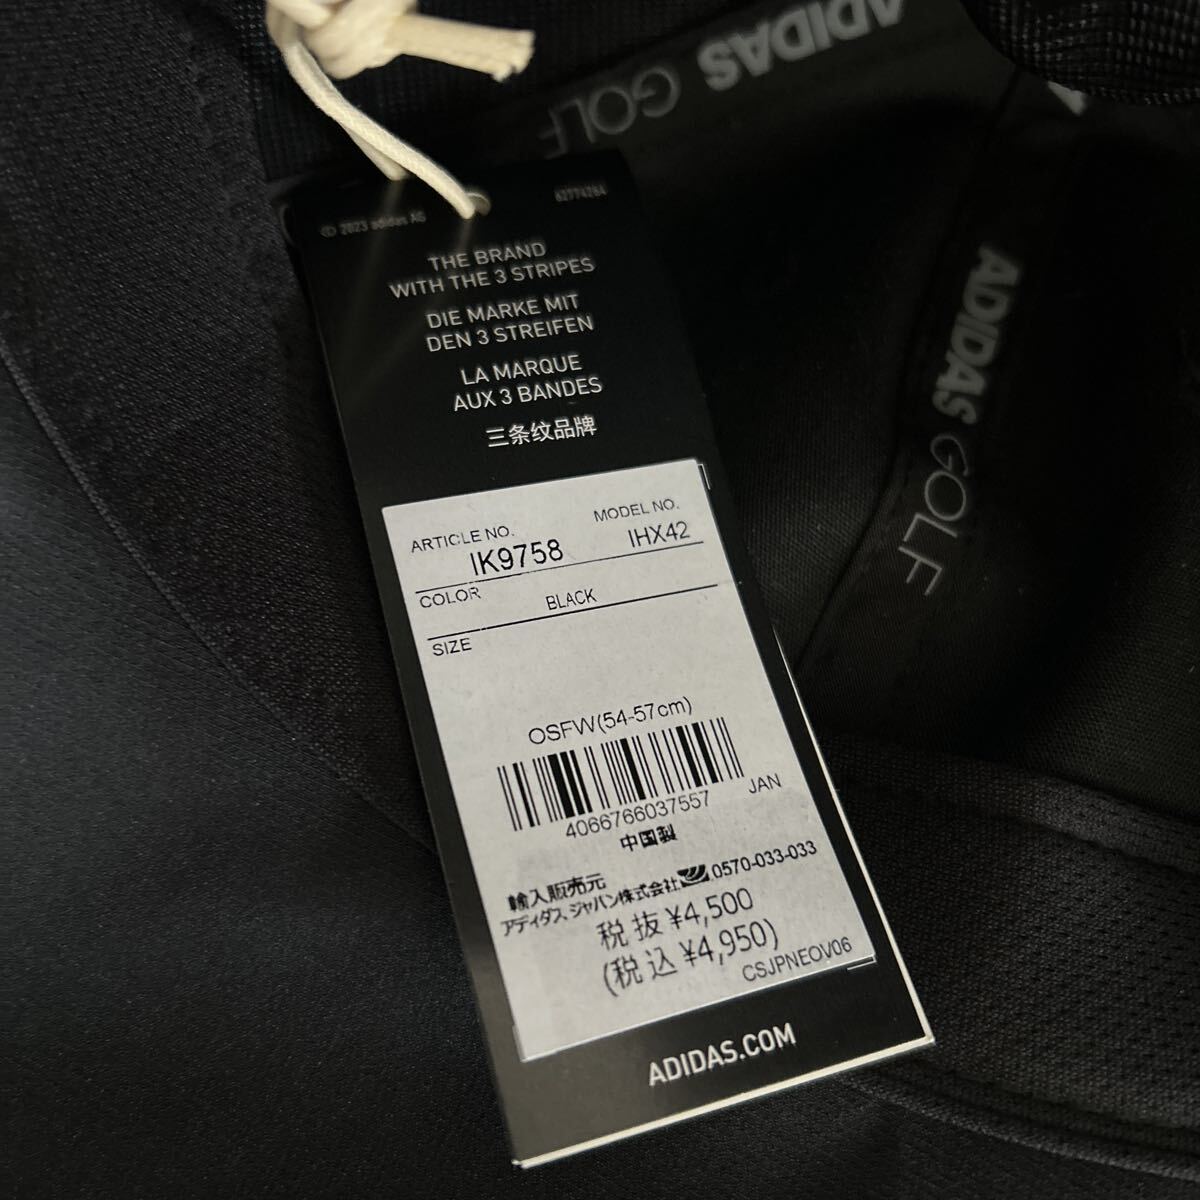 ADIDAS GOLF
ADIDAS GOLF
© 2023 adidas AG
THE BRAND
WITH THE 3 STRIPES
DIE MARKE MIT
DEN 3 STREIFEN
LA MARQUE
AUX 3 BANDES
三条纹品牌
ARTICLE NO. MODEL NO.
IK9758 IHX42
COLOR BLACK
SIZE
OSFW(54-57cm)
4066766037557 JAN
中国製
輸入販売元
アディダス ジャパン株式会社 0570-033-033
税 抜 ¥4,500
(税 込 ¥4,950)
CSJPNEOV06
ADIDAS.COM